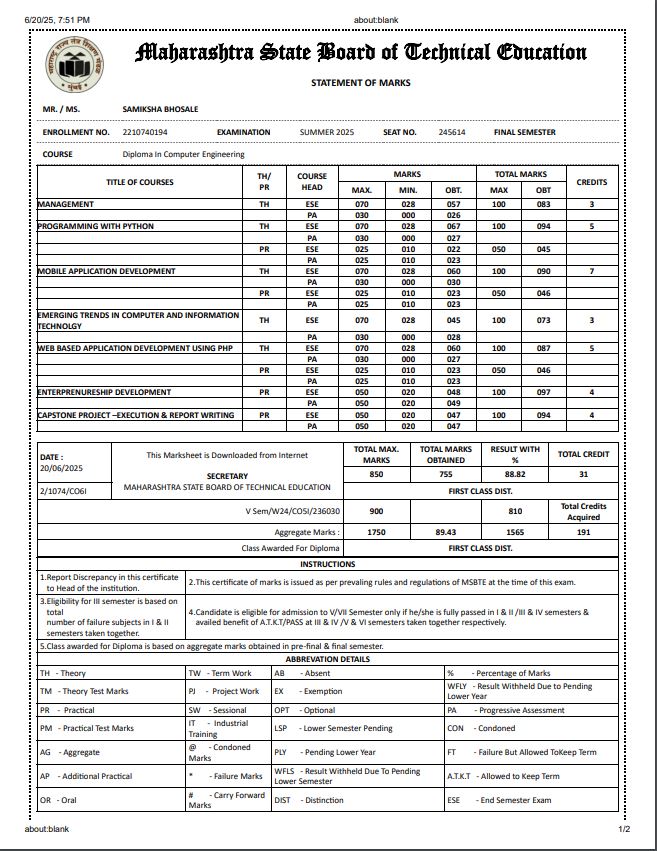 6/20/25, 7:51 PM about:blank
महाराष्ट्र राज्य तंत्र शिक्षण मंडळ
मुंबई
Maharashtra State Board of Technical Education
STATEMENT OF MARKS
MR. / MS. SAMIKSHA BHOSALE
ENROLLMENT NO. 2210740194 EXAMINATION SUMMER 2025 SEAT NO. 245614 FINAL SEMESTER
COURSE Diploma In Computer Engineering
TITLE OF COURSES TH/ PR COURSE HEAD MARKS TOTAL MARKS CREDITS
MAX. MIN. OBT. MAX OBT
MANAGEMENT TH ESE 070 028 057 100 083 3
PA 030 000 026
PROGRAMMING WITH PYTHON TH ESE 070 028 067 100 094 5
PA 030 000 027
PR ESE 025 010 022 050 045
PA 025 010 023
MOBILE APPLICATION DEVELOPMENT TH ESE 070 028 060 100 090 7
PA 030 000 030
PR ESE 025 010 023 050 046
PA 025 010 023
EMERGING TRENDS IN COMPUTER AND INFORMATION
TECHNOLGY TH ESE 070 028 045 100 073 3
PA 030 000 028
WEB BASED APPLICATION DEVELOPMENT USING PHP TH ESE 070 028 060 100 087 5
PA 030 000 027
PR ESE 025 010 023 050 046
PA 025 010 023
ENTERPRENEURSHIP DEVELOPMENT PR ESE 050 020 048 100 097 4
PA 050 020 049
CAPSTONE PROJECT –EXECUTION & REPORT WRITING PR ESE 050 020 047 100 094 4
PA 050 020 047
DATE :
20/06/2025
2/1074/CO6I
This Marksheet is Downloaded from Internet
SECRETARY
MAHARASHTRA STATE BOARD OF TECHNICAL EDUCATION
TOTAL MAX. MARKS TOTAL MARKS OBTAINED RESULT WITH % TOTAL CREDIT
850 755 88.82 31
FIRST CLASS DIST.
V Sem/W24/CO5I/236030 900 810 Total Credits Acquired
Aggregate Marks : 1750 89.43 1565 191
Class Awarded For Diploma FIRST CLASS DIST.
INSTRUCTIONS
1.Report Discrepancy in this certificate
to Head of the institution.
2.This certificate of marks is issued as per prevaling rules and regulations of MSBTE at the time of this exam.
3.Eligibility for III semester is based on
total
number of failure subjects in I & II
semesters taken together.
4.Candidate is eligible for admission to V/VII Semester only if he/she is fully passed in I & II /III & IV semesters &
availed benefit of A.T.K.T/PASS at III & IV /V & VI semesters taken together respectively.
5.Class awarded for Diploma is based on aggregate marks obtained in pre-final & final semester.
ABBREVATION DETAILS
TH - Theory TW - Term Work AB - Absent % - Percentage of Marks
TM - Theory Test Marks PJ - Project Work EX - Exemption WFLY - Result Withheld Due to Pending Lower Year
PR - Practical SW - Sessional OPT - Optional PA - Progressive Assessment
PM - Practical Test Marks IT - Industrial Training LSP - Lower Semester Pending CON - Condoned
AG - Aggregate @ - Condoned Marks PLY - Pending Lower Year FT - Failure But Allowed ToKeep Term
AP - Additional Practical * - Failure Marks WFLS - Result Withheld Due To Pending Lower Semester A.T.K.T - Allowed to Keep Term
OR - Oral # - Carry Forward Marks DIST - Distinction ESE - End Semester Exam
about:blank 1/2